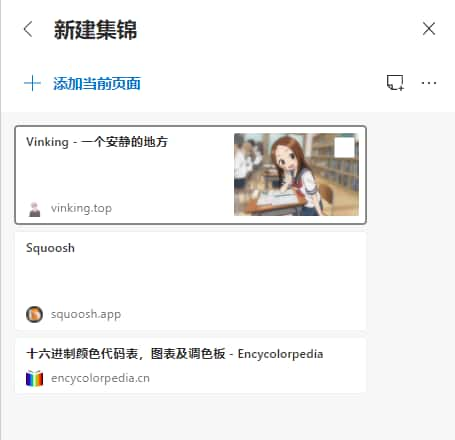 新建集锦
添加当前页面
Vinking - 一个安静的地方
vinking.top
Squoosh
squoosh.app
十六进制颜色代码表，图表及调色板 - Encycolorpedia
encycolorpedia.cn